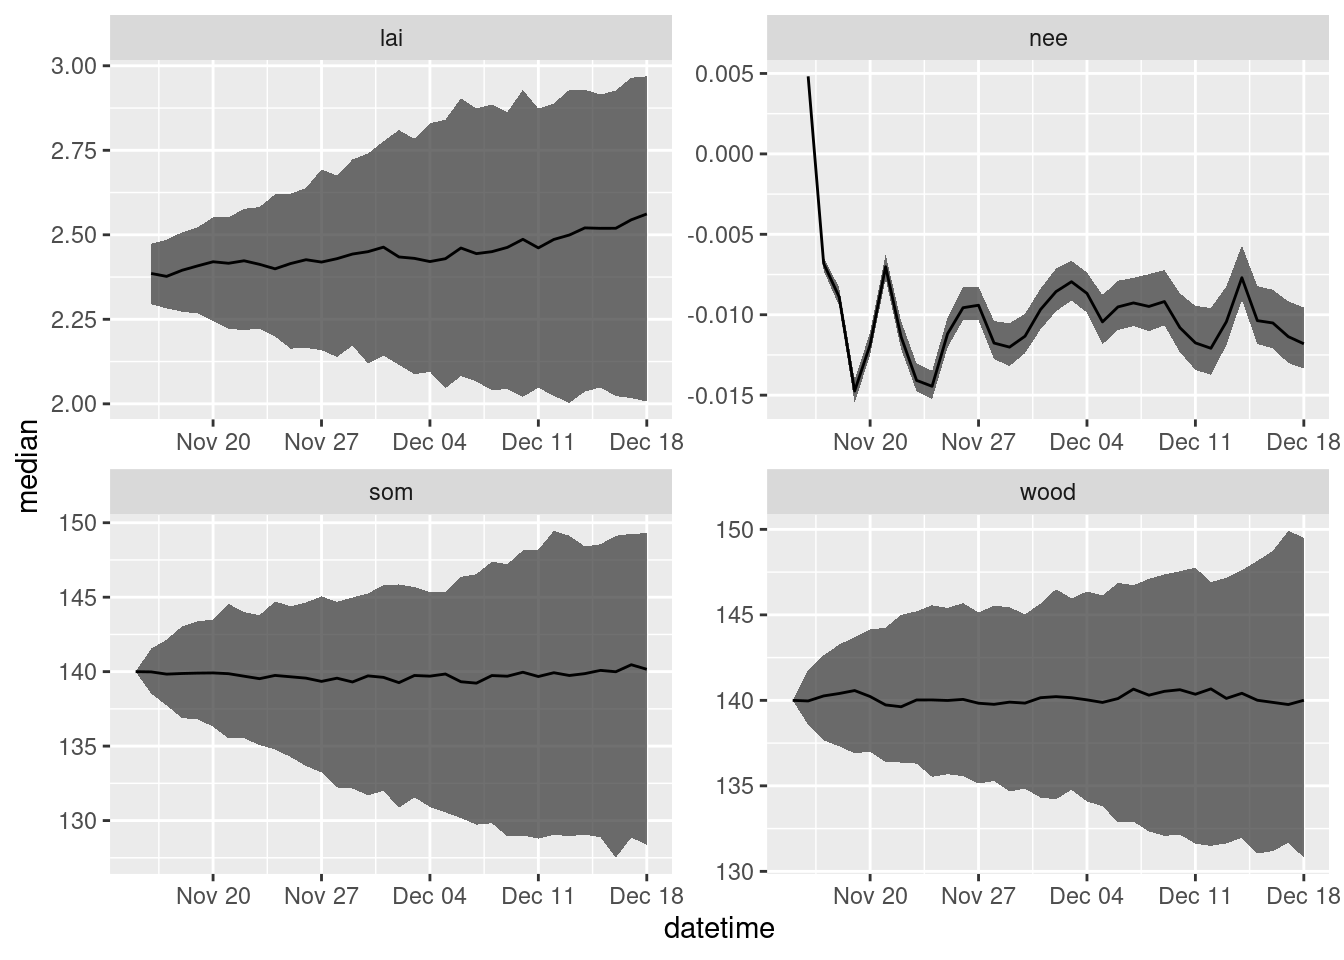 lai
nee
3.00
2.75
2.50
2.25
2.00
0.005
0.000
-0.005
-0.010
-0.015
Nov 20 Nov 27 Dec 04 Dec 11 Dec 18
Nov 20 Nov 27 Dec 04 Dec 11 Dec 18
median
som
wood
150
145
140
135
130
150
145
140
135
130
Nov 20 Nov 27 Dec 04 Dec 11 Dec 18
Nov 20 Nov 27 Dec 04 Dec 11 Dec 18
datetime